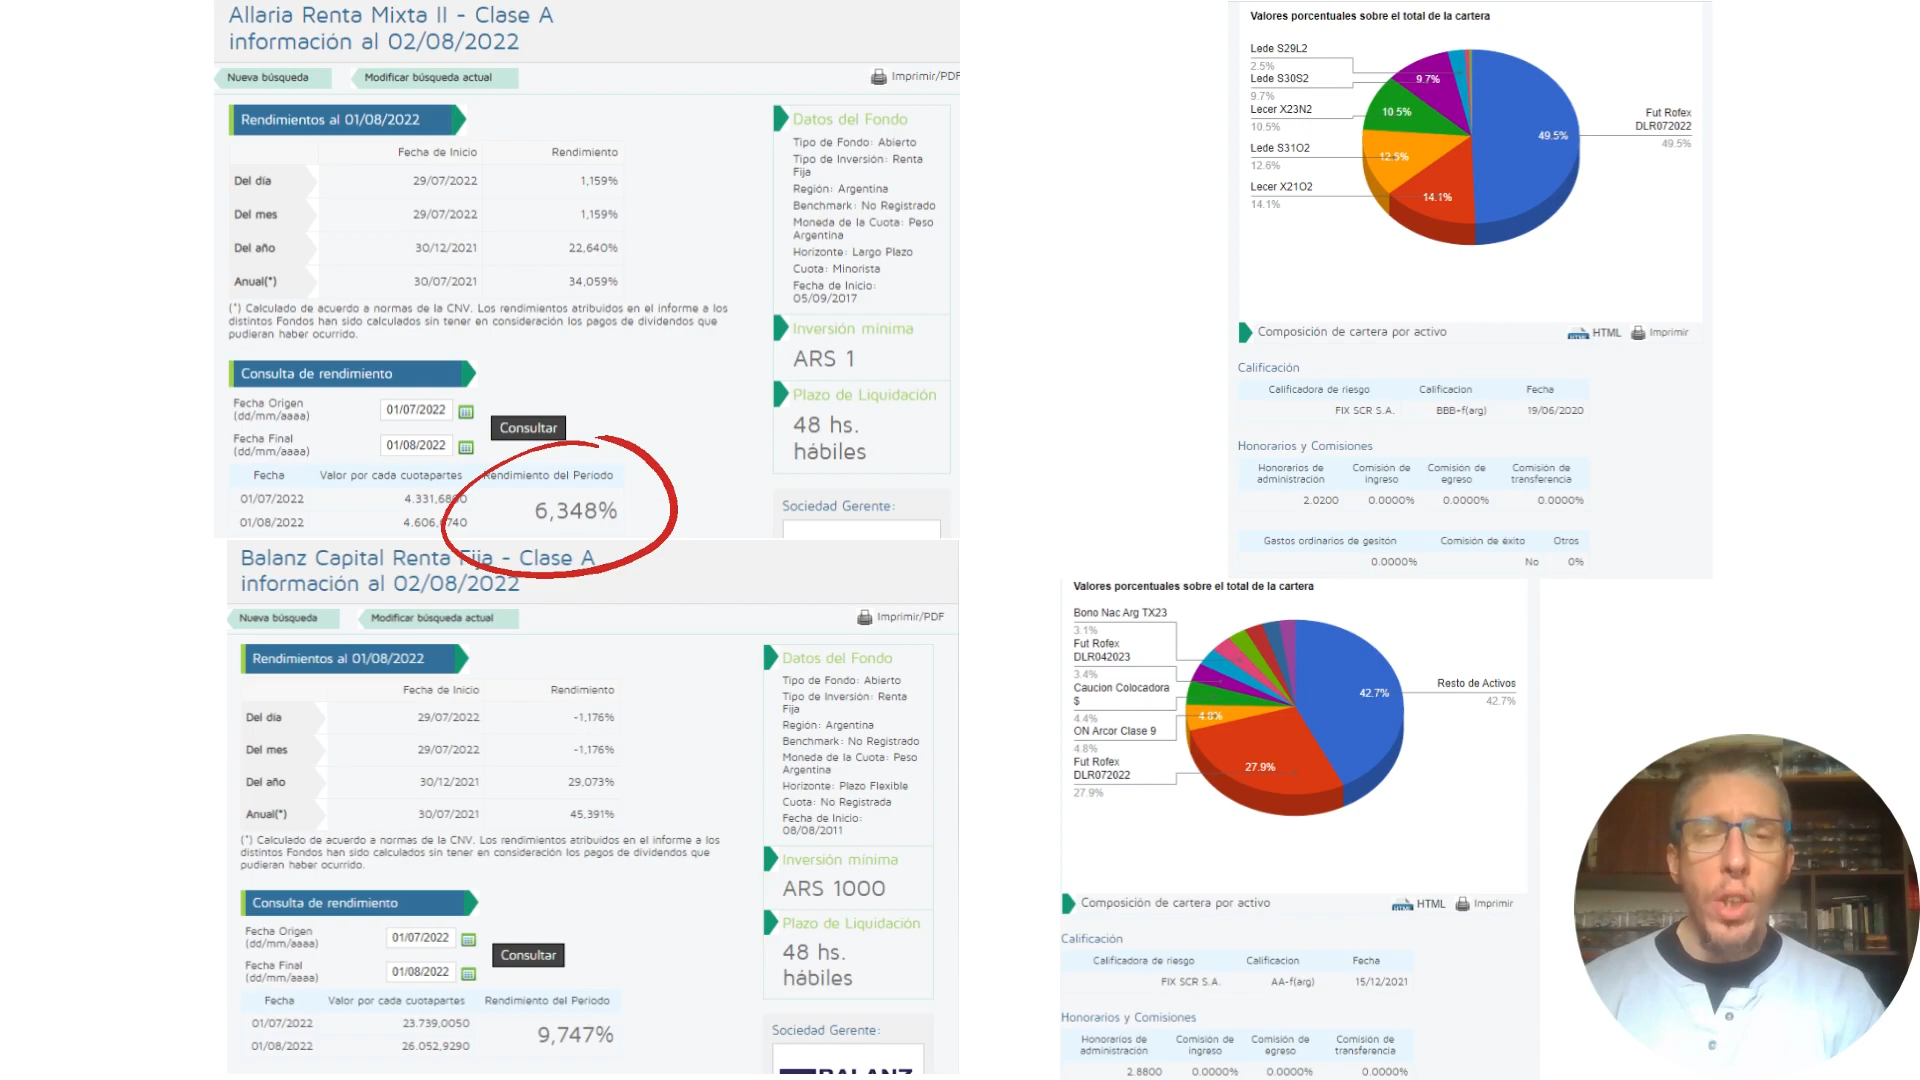 Allaria Renta Mixta II - Clase A
información al 02/08/2022
Nueva búsqueda
Modificar búsqueda actual
Imprimir/PDF
Rendimientos al 01/08/2022
Fecha de Inicio
Rendimiento
Del día
29/07/2022
1,159%
Del mes
29/07/2022
1,159%
Del año
30/12/2021
22,640%
Anual(*)
30/07/2021
34,059%
(*) Calculado de acuerdo a normas de la CNV. Los rendimientos atribuidos en el informe a los
distintos Fondos han sido calculados sin tener en consideración los pagos de dividendos que
pudieran haber ocurrido.
Consulta de rendimiento
Fecha Origen
(dd/mm/aaaa)
01/07/2022
Fecha Final
(dd/mm/aaaa)
01/08/2022
Consultar
Fecha
Valor por cada cuotapartes
Rendimiento del Periodo
01/07/2022
01/08/2022
6,348%
Datos del Fondo
Tipo de Fondo: Abierto
Tipo de Inversión: Renta
Fija
Región: Argentina
Benchmark: No Registrado
Moneda de la Cuota: Peso
Argentina
Horizonte: Largo Plazo
Cuota: Minorista
Fecha de Inicio:
05/09/2017
Inversión mínima
ARS 1
Plazo de Liquidación
48 hs.
hábiles
Sociedad Gerente:
Valores porcentuales sobre el total de la cartera
Lede S29L2
2.5%
Lede S30S2
9.7%
Lecer X23N2
10.5%
Lede S31O2
12.6%
Lecer X21O2
14.1%
9.7%
10.5%
12.5%
14.1%
49.5%
Fut Rofex
DLR072022
49.5%
Composición de cartera por activo
HTML
Imprimir
Calificación
Calificadora de riesgo
Calificacion
Fecha
FIX SCR S.A.
BBB+f(arg)
19/06/2020
Honorarios y Comisiones
Honorarios de
administración
Comisión de
ingreso
Comisión de
egreso
Comisión de
transferencia
2.0200
0.0000%
0.0000%
0.0000%
Gastos ordinarios de gesitón
Comisión de éxito
Otros
0.0000%
No
0%
Balanz Capital Renta Fija - Clase A
información al 02/08/2022
Nueva búsqueda
Modificar búsqueda actual
Imprimir/PDF
Rendimientos al 01/08/2022
Fecha de Inicio
Rendimiento
Del día
29/07/2022
-1,176%
Del mes
29/07/2022
-1,176%
Del año
30/12/2021
29,073%
Anual(*)
30/07/2021
45,391%
(*) Calculado de acuerdo a normas de la CNV. Los rendimientos atribuidos en el informe a los
distintos Fondos han sido calculados sin tener en consideración los pagos de dividendos que
pudieran haber ocurrido.
Consulta de rendimiento
Fecha Origen
(dd/mm/aaaa)
01/07/2022
Fecha Final
(dd/mm/aaaa)
01/08/2022
Consultar
Fecha
Valor por cada cuotapartes
Rendimiento del Periodo
01/07/2022
23.739,0050
01/08/2022
26.052,9290
9,747%
Datos del Fondo
Tipo de Fondo: Abierto
Tipo de Inversión: Renta
Fija
Región: Argentina
Benchmark: No Registrado
Moneda de la Cuota: Peso
Argentina
Horizonte: Plazo Flexible
Cuota: No Registrada
Fecha de Inicio:
08/08/2011
Inversión mínima
ARS 1000
Plazo de Liquidación
48 hs.
hábiles
Sociedad Gerente:
BALANZ
Valores porcentuales sobre el total de la cartera
Bono Nac Arg TX23
3.1%
Fut Rofex
DLR042023
3.4%
Caucion Colocadora
$
4.4%
ON Arcor Clase 9
4.8%
Fut Rofex
DLR072022
27.9%
4.8%
27.9%
42.7%
Resto de Activos
42.7%
Composición de cartera por activo
HTML
Imprimir
Calificación
Calificadora de riesgo
Calificacion
Fecha
FIX SCR S.A.
AA-f(arg)
15/12/2021
Honorarios y Comisiones
Honorarios de
administración
Comisión de
ingreso
Comisión de
egreso
Comisión de
transferencia
2.8800
0.0000%
0.0000%
0.0000%